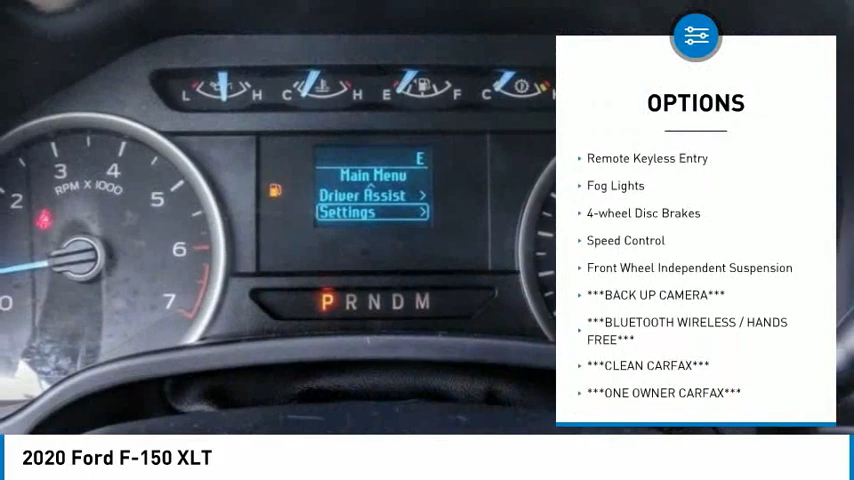 L H C H E F C H
E
Main Menu
Driver Assist >
Settings >
2 3 4 5 6 7 0
RPM X 1000
P R N D M
OPTIONS
Remote Keyless Entry
Fog Lights
4-wheel Disc Brakes
Speed Control
Front Wheel Independent Suspension
***BACK UP CAMERA***
***BLUETOOTH WIRELESS / HANDS
FREE***
***CLEAN CARFAX***
***ONE OWNER CARFAX***
2020 Ford F-150 XLT